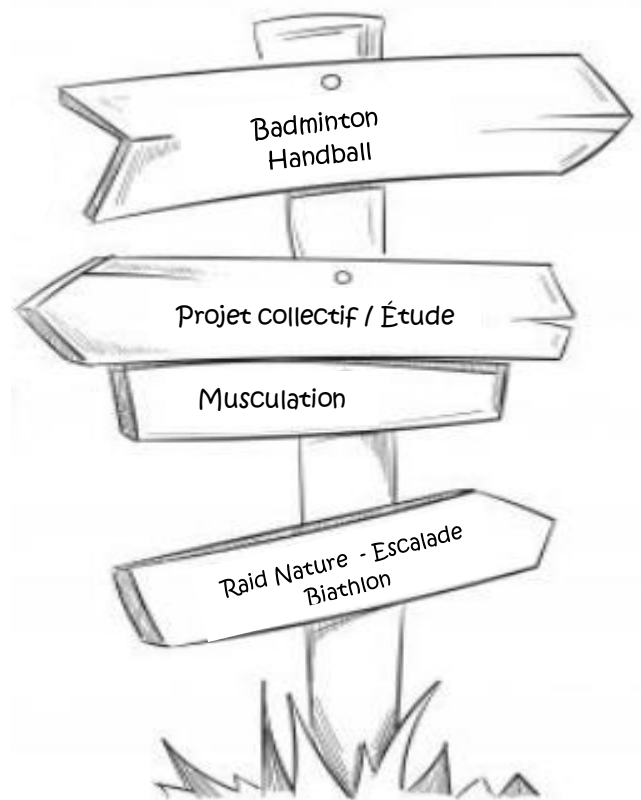 Badminton
Handball
Projet collectif / Étude
Musculation
Raid Nature - Escalade
Biathlon